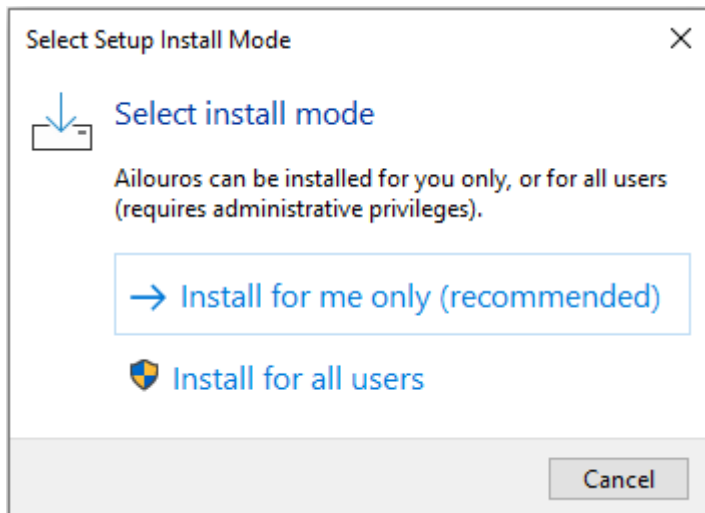 Select Setup Install Mode
Select install mode
Ailouros can be installed for you only, or for all users
(requires administrative privileges).
Install for me only (recommended)
Install for all users
Cancel